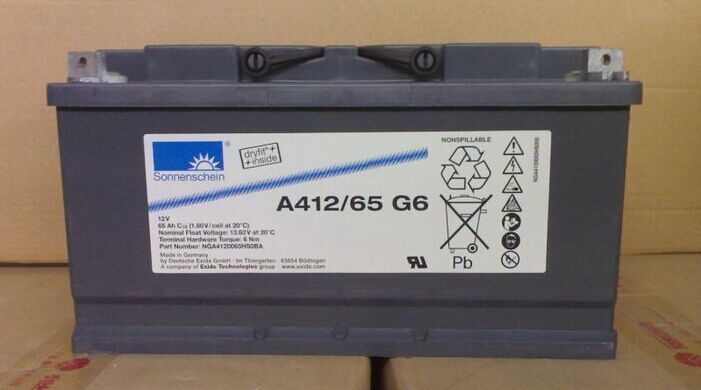 Sonnenschein
®
dryfit
inside
A412/65 G6
12V
65 Ah C10 (1.80V/cell at 20°C)
Nominal Float Voltage: 13.62V at 20°C
Terminal Hardware Torque: 6 Nm
Part Number: NGA4120065HS0BA
Made in Germany
by Deutsche Exide GmbH · Im Thiergarten · 63654 Büdingen
A company of Exide Technologies group · www.exide.com
NONSPILLABLE
Pb